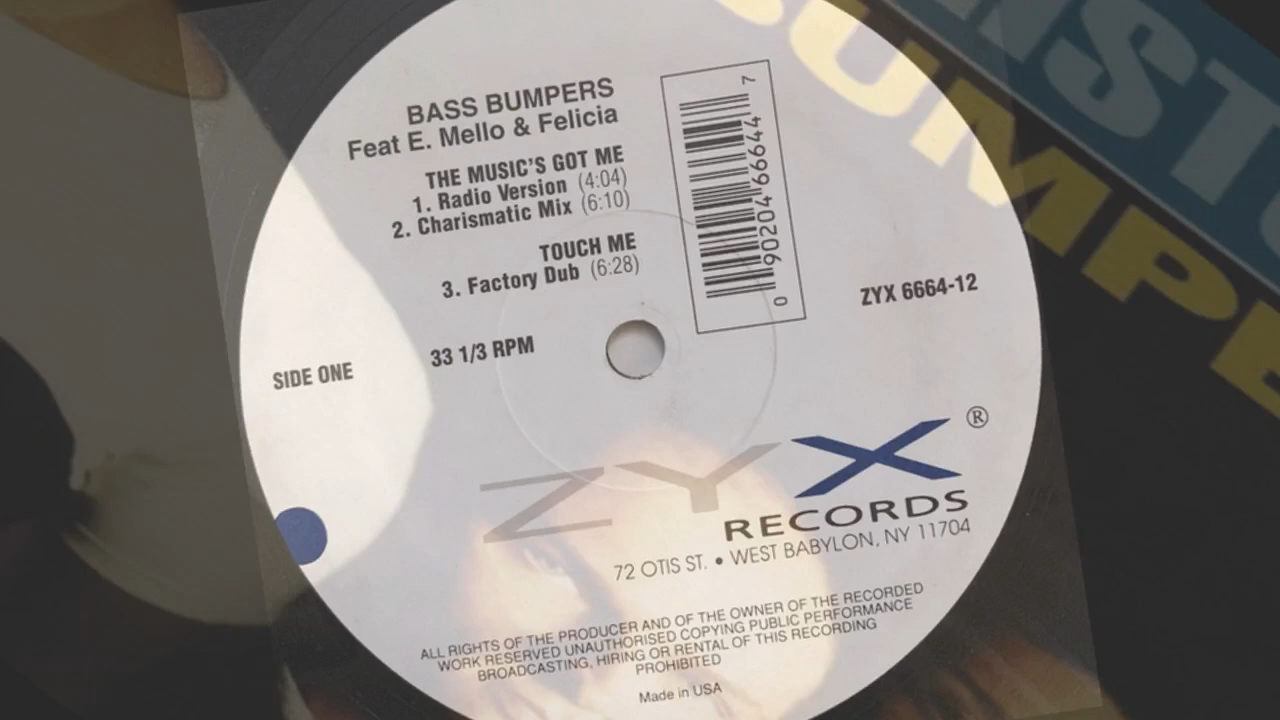 BASS BUMPERS
Feat E. Mello & Felicia
THE MUSIC'S GOT ME
1. Radio Version (4:04)
2. Charismatic Mix (6:10)
TOUCH ME
3. Factory Dub (6:28)
7
90204 66644
0
ZYX 6664-12
SIDE ONE
33 1/3 RPM
ZYX ®
RECORDS
72 OTIS ST. • WEST BABYLON, NY 11704
ALL RIGHTS OF THE PRODUCER AND OF THE OWNER OF THE RECORDED
WORK RESERVED UNAUTHORISED COPYING PUBLIC PERFORMANCE
BROADCASTING, HIRING OR RENTAL OF THIS RECORDING
PROHIBITED
Made in USA